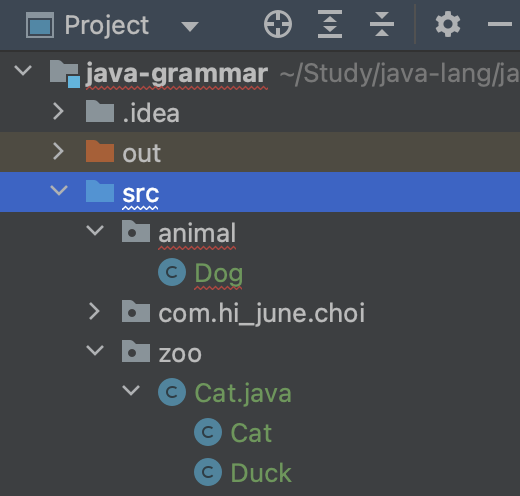 Project
java-grammar ~/Study/java-lang/ja
.idea
out
src
animal
Dog
com.hi_june.choi
zoo
Cat.java
Cat
Duck